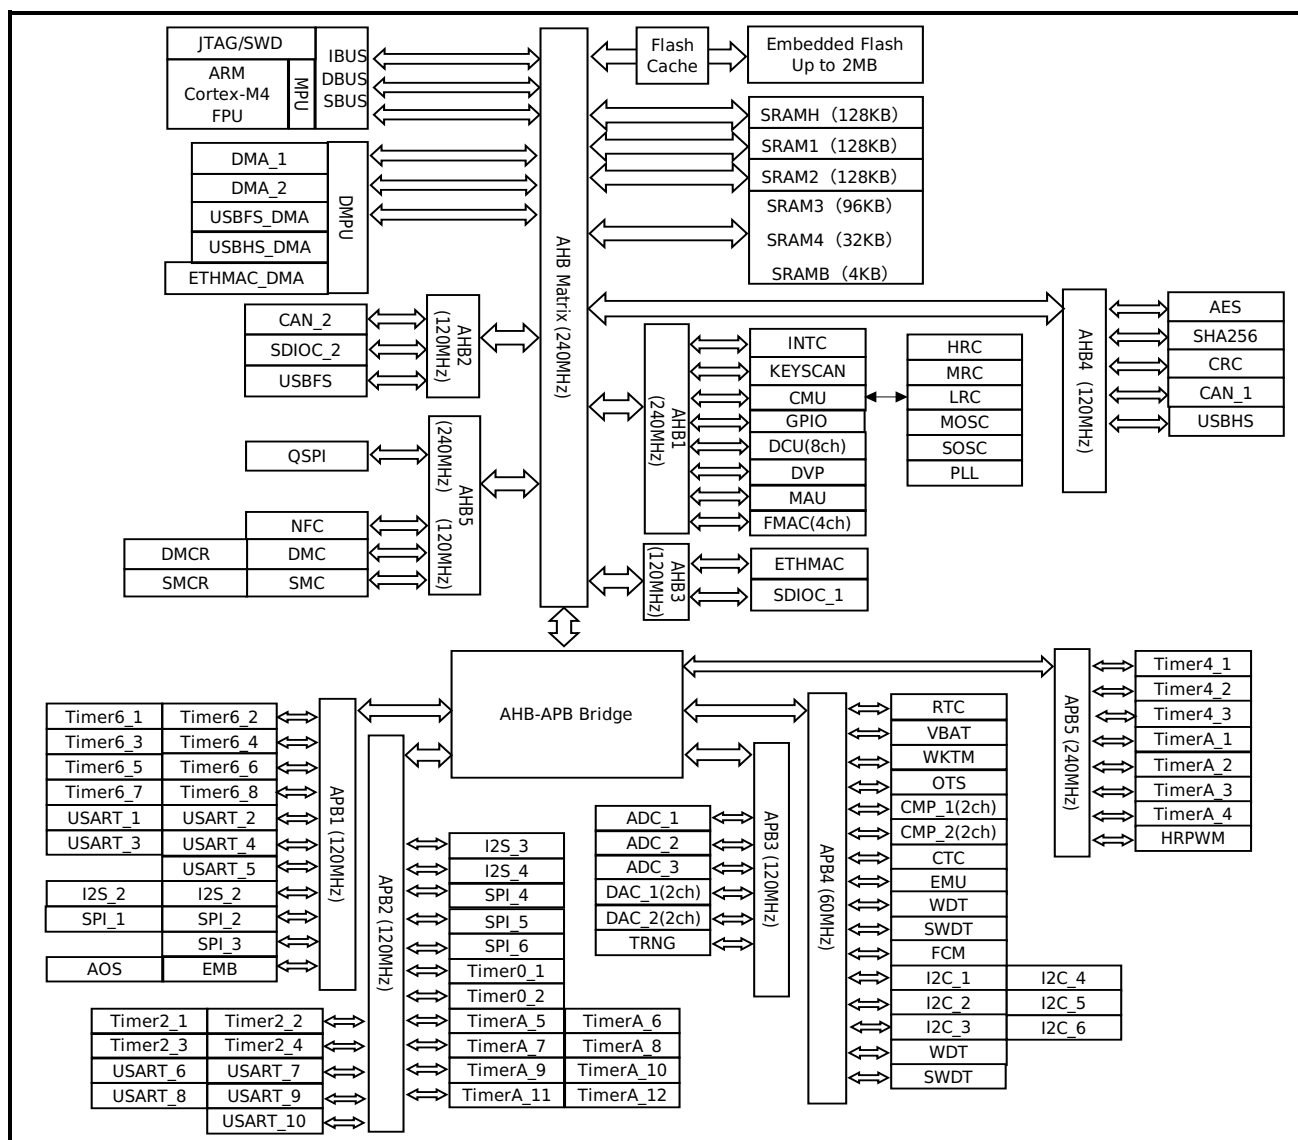 JTAG/SWD
ARM
Cortex-M4
FPU
MPU
IBUS
DBUS
SBUS
DMA_1
DMA_2
USBFS_DMA
USBHS_DMA
ETHMAC_DMA
DMPU
CAN_2
SDIOC_2
USBFS
AHB2
(120MHz)
QSPI
NFC
DMCR DMC
SMCR SMC
AHB5
(240MHz) (120MHz)
AHB Matrix (240MHz)
Flash
Cache
Embedded Flash
Up to 2MB
SRAMH (128KB)
SRAM1 (128KB)
SRAM2 (128KB)
SRAM3 (96KB)
SRAM4 (32KB)
SRAMB (4KB)
AHB1
(240MHz)
INTC
KEYSCAN
CMU
GPIO
DCU(8ch)
DVP
MAU
FMAC(4ch)
HRC
MRC
LRC
MOSC
SOSC
PLL
AHB4 (120MHz)
AES
SHA256
CRC
CAN_1
USBHS
AHB3
(120MHz)
ETHMAC
SDIOC_1
AHB-APB Bridge
Timer6_1 Timer6_2
Timer6_3 Timer6_4
Timer6_5 Timer6_6
Timer6_7 Timer6_8
USART_1 USART_2
USART_3 USART_4
USART_5
I2S_2 I2S_2
SPI_1 SPI_2
SPI_3
AOS EMB
APB1 (120MHz)
Timer2_1 Timer2_2
Timer2_3 Timer2_4
USART_6 USART_7
USART_8 USART_9
USART_10
APB2 (120MHz)
I2S_3
I2S_4
SPI_4
SPI_5
SPI_6
Timer0_1
Timer0_2
TimerA_5 TimerA_6
TimerA_7 TimerA_8
TimerA_9 TimerA_10
TimerA_11 TimerA_12
ADC_1
ADC_2
ADC_3
DAC_1(2ch)
DAC_2(2ch)
TRNG
APB3 (120MHz)
APB4 (60MHz)
RTC
VBAT
WKTM
OTS
CMP_1(2ch)
CMP_2(2ch)
CTC
EMU
WDT
SWDT
FCM
I2C_1 I2C_4
I2C_2 I2C_5
I2C_3 I2C_6
WDT
SWDT
APB5 (240MHz)
Timer4_1
Timer4_2
Timer4_3
TimerA_1
TimerA_2
TimerA_3
TimerA_4
HRPWM